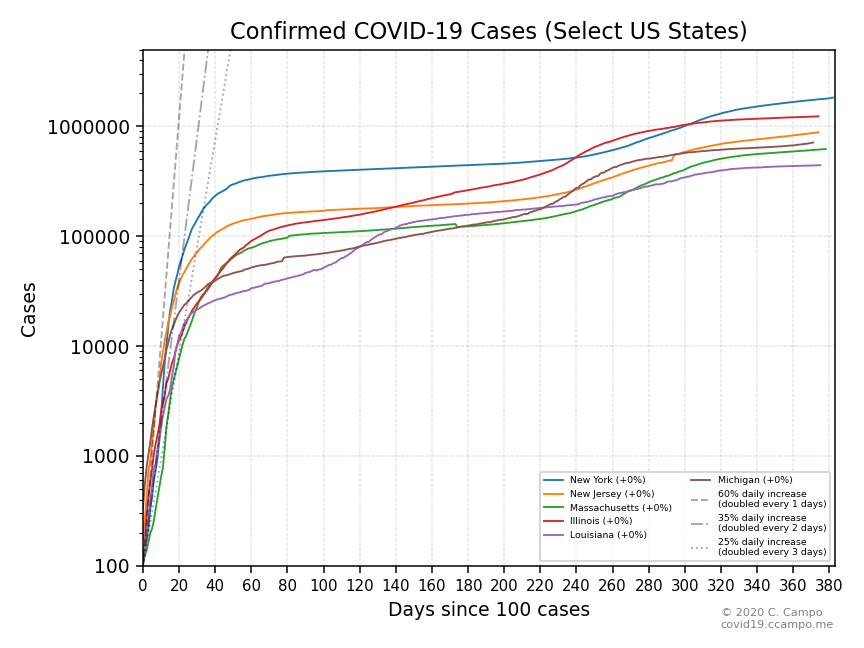 Confirmed COVID-19 Cases (Select US States)
Cases
1000000
100000
10000
1000
100
0 20 40 60 80 100 120 140 160 180 200 220 240 260 280 300 320 340 360 380
Days since 100 cases
New York (+0%)
New Jersey (+0%)
Massachusetts (+0%)
Illinois (+0%)
Louisiana (+0%)
Michigan (+0%)
60% daily increase
(doubled every 1 days)
35% daily increase
(doubled every 2 days)
25% daily increase
(doubled every 3 days)
© 2020 C. Campo
covid19.ccampo.me